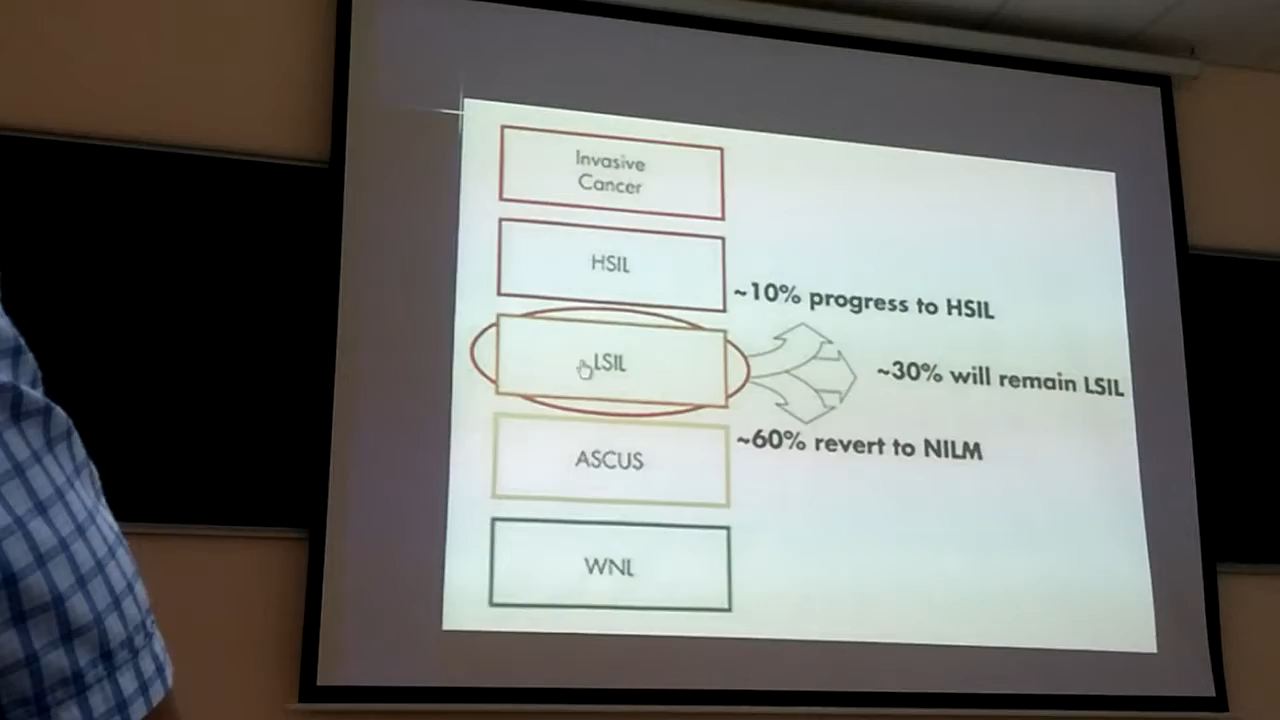 Invasive
Cancer
HSIL
~10% progress to HSIL
LSIL
~30% will remain LSIL
~60% revert to NILM
ASCUS
WNL